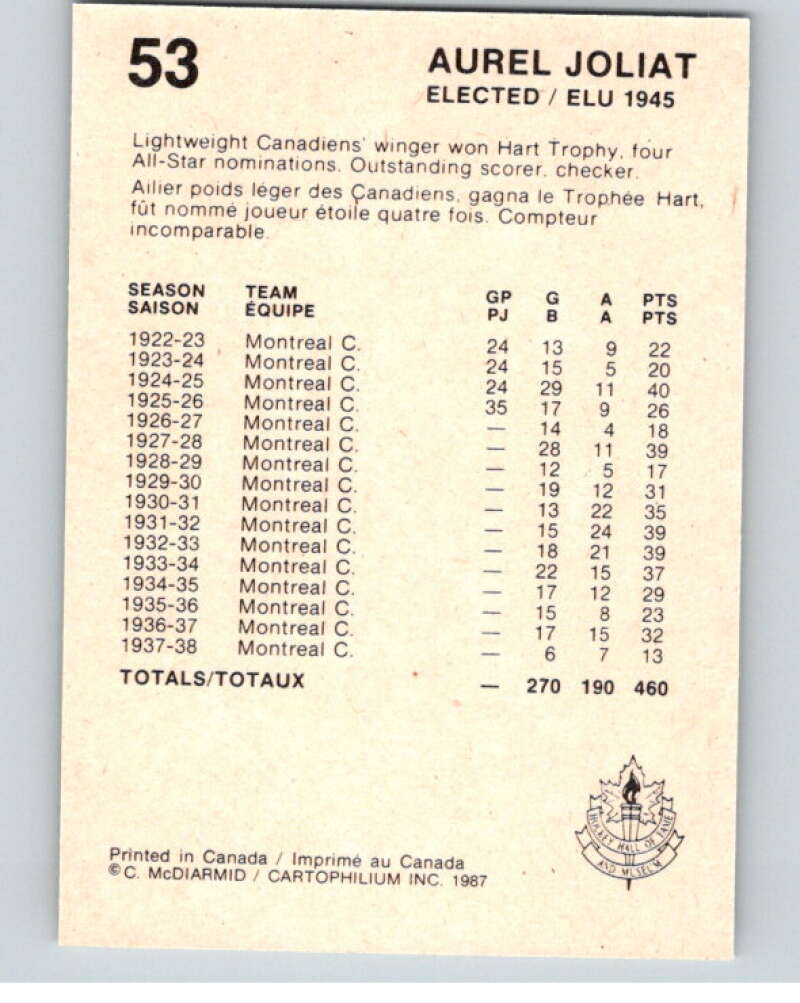 53
AUREL JOLIAT
ELECTED / ELU 1945
Lightweight Canadiens' winger won Hart Trophy, four
All-Star nominations. Outstanding scorer, checker.
Ailier poids léger des Çanadiens, gagna le Trophée Hart,
fût nommé joueur étoile quatre fois. Compteur
incomparable.
SEASON TEAM GP G A PTS
SAISON ÉQUIPE PJ B A PTS
1922-23 Montreal C. 24 13 9 22
1923-24 Montreal C. 24 15 5 20
1924-25 Montreal C. 24 29 11 40
1925-26 Montreal C. 35 17 9 26
1926-27 Montreal C. — 14 4 18
1927-28 Montreal C. — 28 11 39
1928-29 Montreal C. — 12 5 17
1929-30 Montreal C. — 19 12 31
1930-31 Montreal C. — 13 22 35
1931-32 Montreal C. — 15 24 39
1932-33 Montreal C. — 18 21 39
1933-34 Montreal C. — 22 15 37
1934-35 Montreal C. — 17 12 29
1935-36 Montreal C. — 15 8 23
1936-37 Montreal C. — 17 15 32
1937-38 Montreal C. — 6 7 13
TOTALS/TOTAUX — 270 190 460
HOCKEY HALL OF FAME
AND MUSEUM
Printed in Canada / Imprimé au Canada
©C. McDIARMID / CARTOPHILIUM INC. 1987